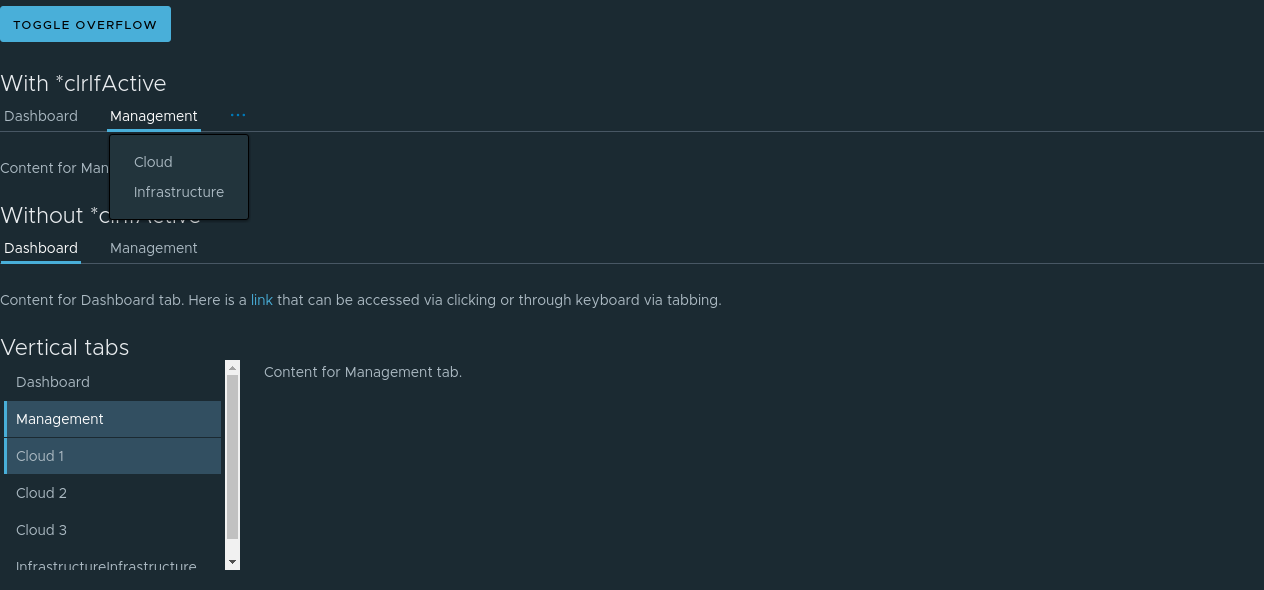 TOGGLE OVERFLOW
With *clrIfActive
Dashboard Management ...
Cloud
Content for Man
Infrastructure
Without *clrIfActive
Dashboard Management
Content for Dashboard tab. Here is a link that can be accessed via clicking or through keyboard via tabbing.
Vertical tabs
Dashboard
Content for Management tab.
Management
Cloud 1
Cloud 2
Cloud 3
InfrastructureInfrastructure